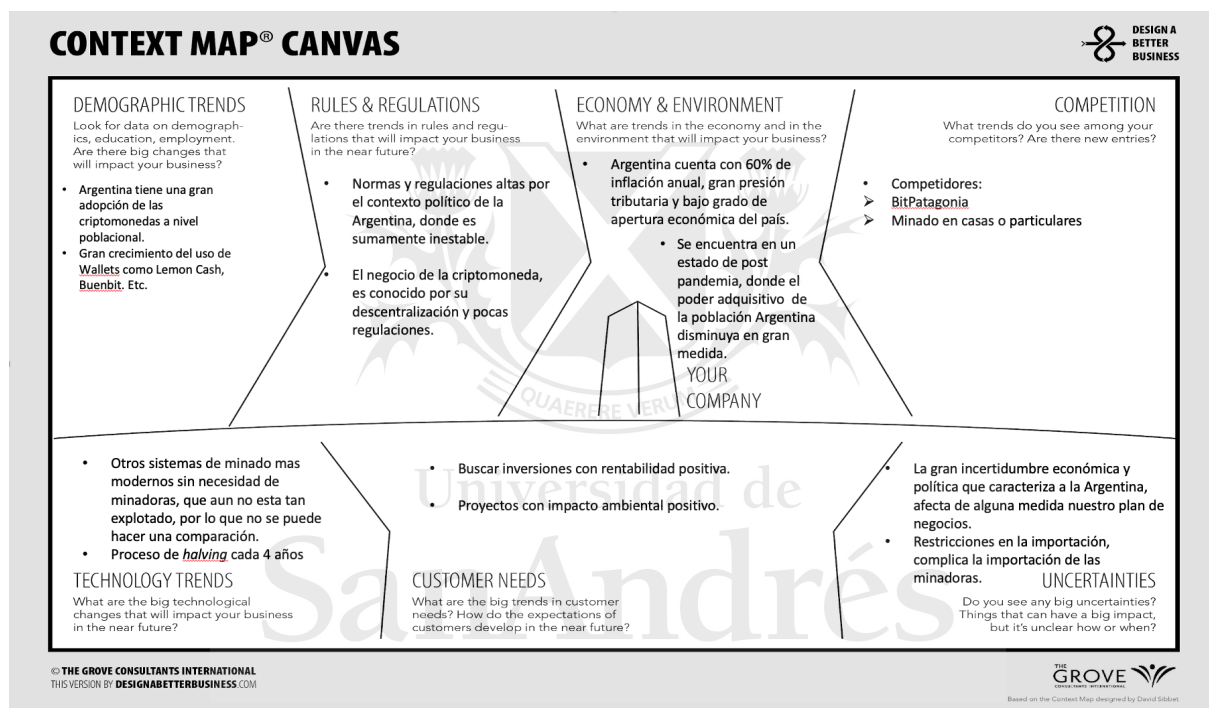 CONTEXT MAP® CANVAS
DESIGN A
BETTER
BUSINESS
DEMOGRAPHIC TRENDS
Look for data on demograph-
ics, education, employment.
Are there big changes that
will impact your business?
• Argentina tiene una gran
adopción de las
criptomonedas a nivel
poblacional.
• Gran crecimiento del uso de
Wallets como Lemon Cash,
Buenbit. Etc.
RULES & REGULATIONS
Are there trends in rules and regu-
lations that will impact your business
in the near future?
• Normas y regulaciones altas por
el contexto político de la
Argentina, donde es
sumamente inestable.
• El negocio de la criptomoneda,
es conocido por su
descentralización y pocas
regulaciones.
ECONOMY & ENVIRONMENT
What are trends in the economy and in the
environment that will impact your business?
• Argentina cuenta con 60% de
inflación anual, gran presión
tributaria y bajo grado de
apertura económica del país.
• Se encuentra en un
estado de post
pandemia, donde el
poder adquisitivo de
la población Argentina
disminuya en gran
medida.
YOUR
COMPANY
COMPETITION
What trends do you see among your
competitors? Are there new entries?
• Competidores:
➢ BitPatagonia
➢ Minado en casas o particulares
QUAERERE VERUM
Universidad de
SanAndrés
• Otros sistemas de minado mas
modernos sin necesidad de
minadoras, que aun no esta tan
explotado, por lo que no se puede
hacer una comparación.
• Proceso de halving cada 4 años
TECHNOLOGY TRENDS
What are the big technological
changes that will impact your business
in the near future?
• Buscar inversiones con rentabilidad positiva.
• Proyectos con impacto ambiental positivo.
CUSTOMER NEEDS
What are the big trends in customer
needs? How do the expectations of
customers develop in the near future?
• La gran incertidumbre económica y
política que caracteriza a la Argentina,
afecta de alguna medida nuestro plan de
negocios.
• Restricciones en la importación,
complica la importación de las
minadoras.
UNCERTAINTIES
Do you see any big uncertainties?
Things that can have a big impact,
but it's unclear how or when?
© THE GROVE CONSULTANTS INTERNATIONAL
THIS VERSION BY DESIGNABETTERBUSINESS.COM
THE
GROVE
CONSULTANTS INTERNATIONAL
Based on the Context Map designed by David Sibbet